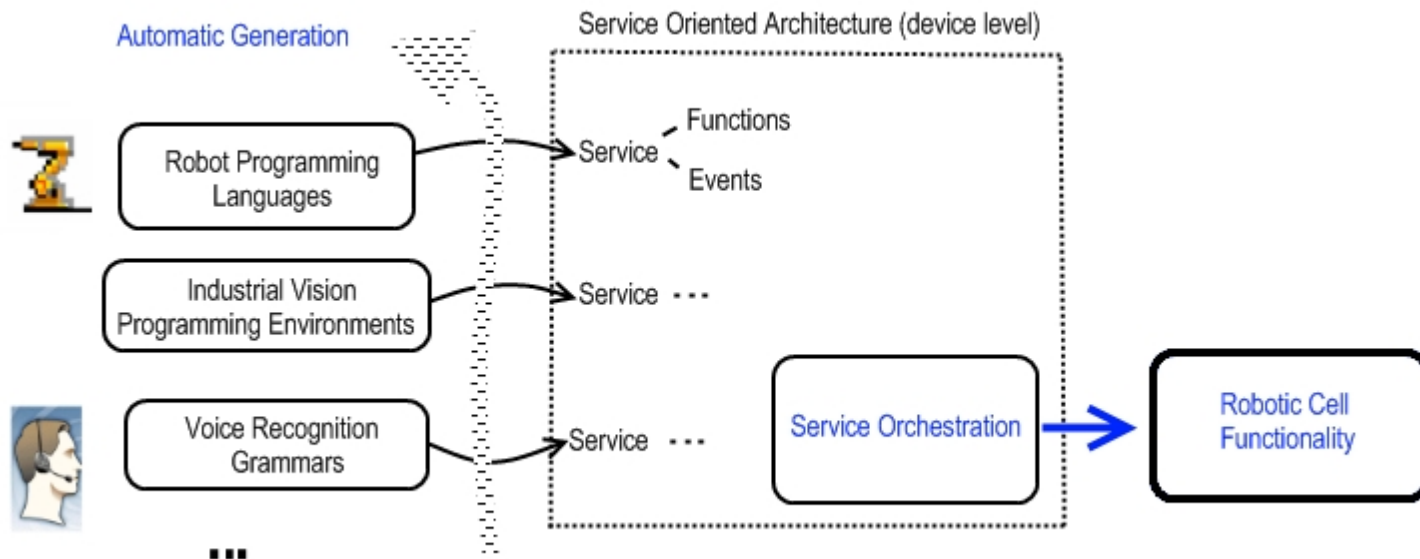 Automatic Generation
Service Oriented Architecture (device level)
Robot Programming
Languages
Service
Functions
Events
Industrial Vision
Programming Environments
Service ---
Voice Recognition
Grammars
Service ---
Service Orchestration
Robotic Cell
Functionality
...